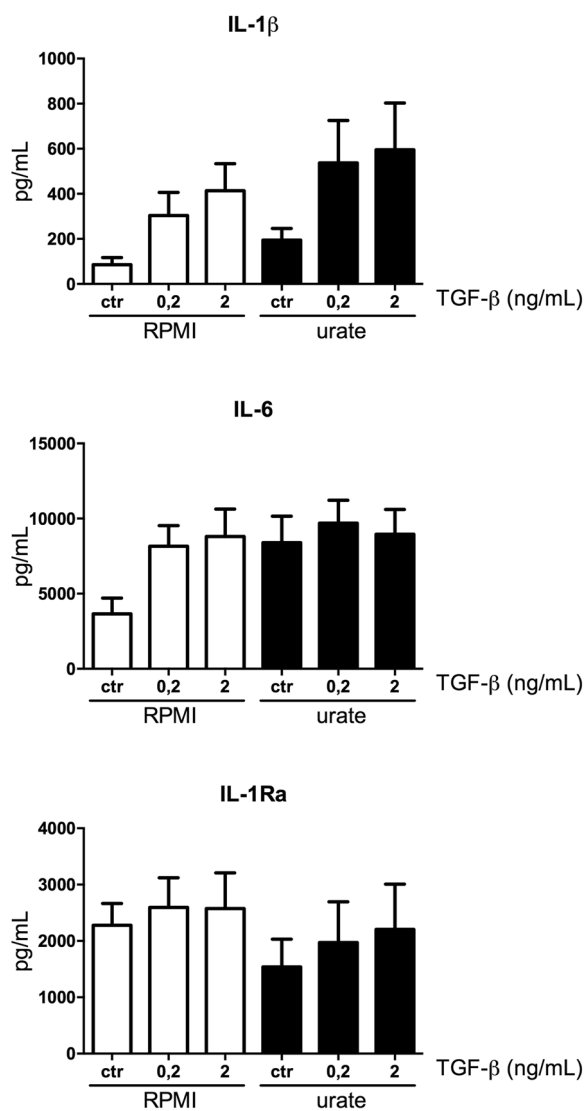 IL-1β
1000
800
600
400
200
0
pg/mL
ctr 0,2 2 ctr 0,2 2 TGF-β (ng/mL)
RPMI urate
IL-6
15000
10000
5000
0
pg/mL
ctr 0,2 2 ctr 0,2 2 TGF-β (ng/mL)
RPMI urate
IL-1Ra
4000
3000
2000
1000
0
pg/mL
ctr 0,2 2 ctr 0,2 2 TGF-β (ng/mL)
RPMI urate